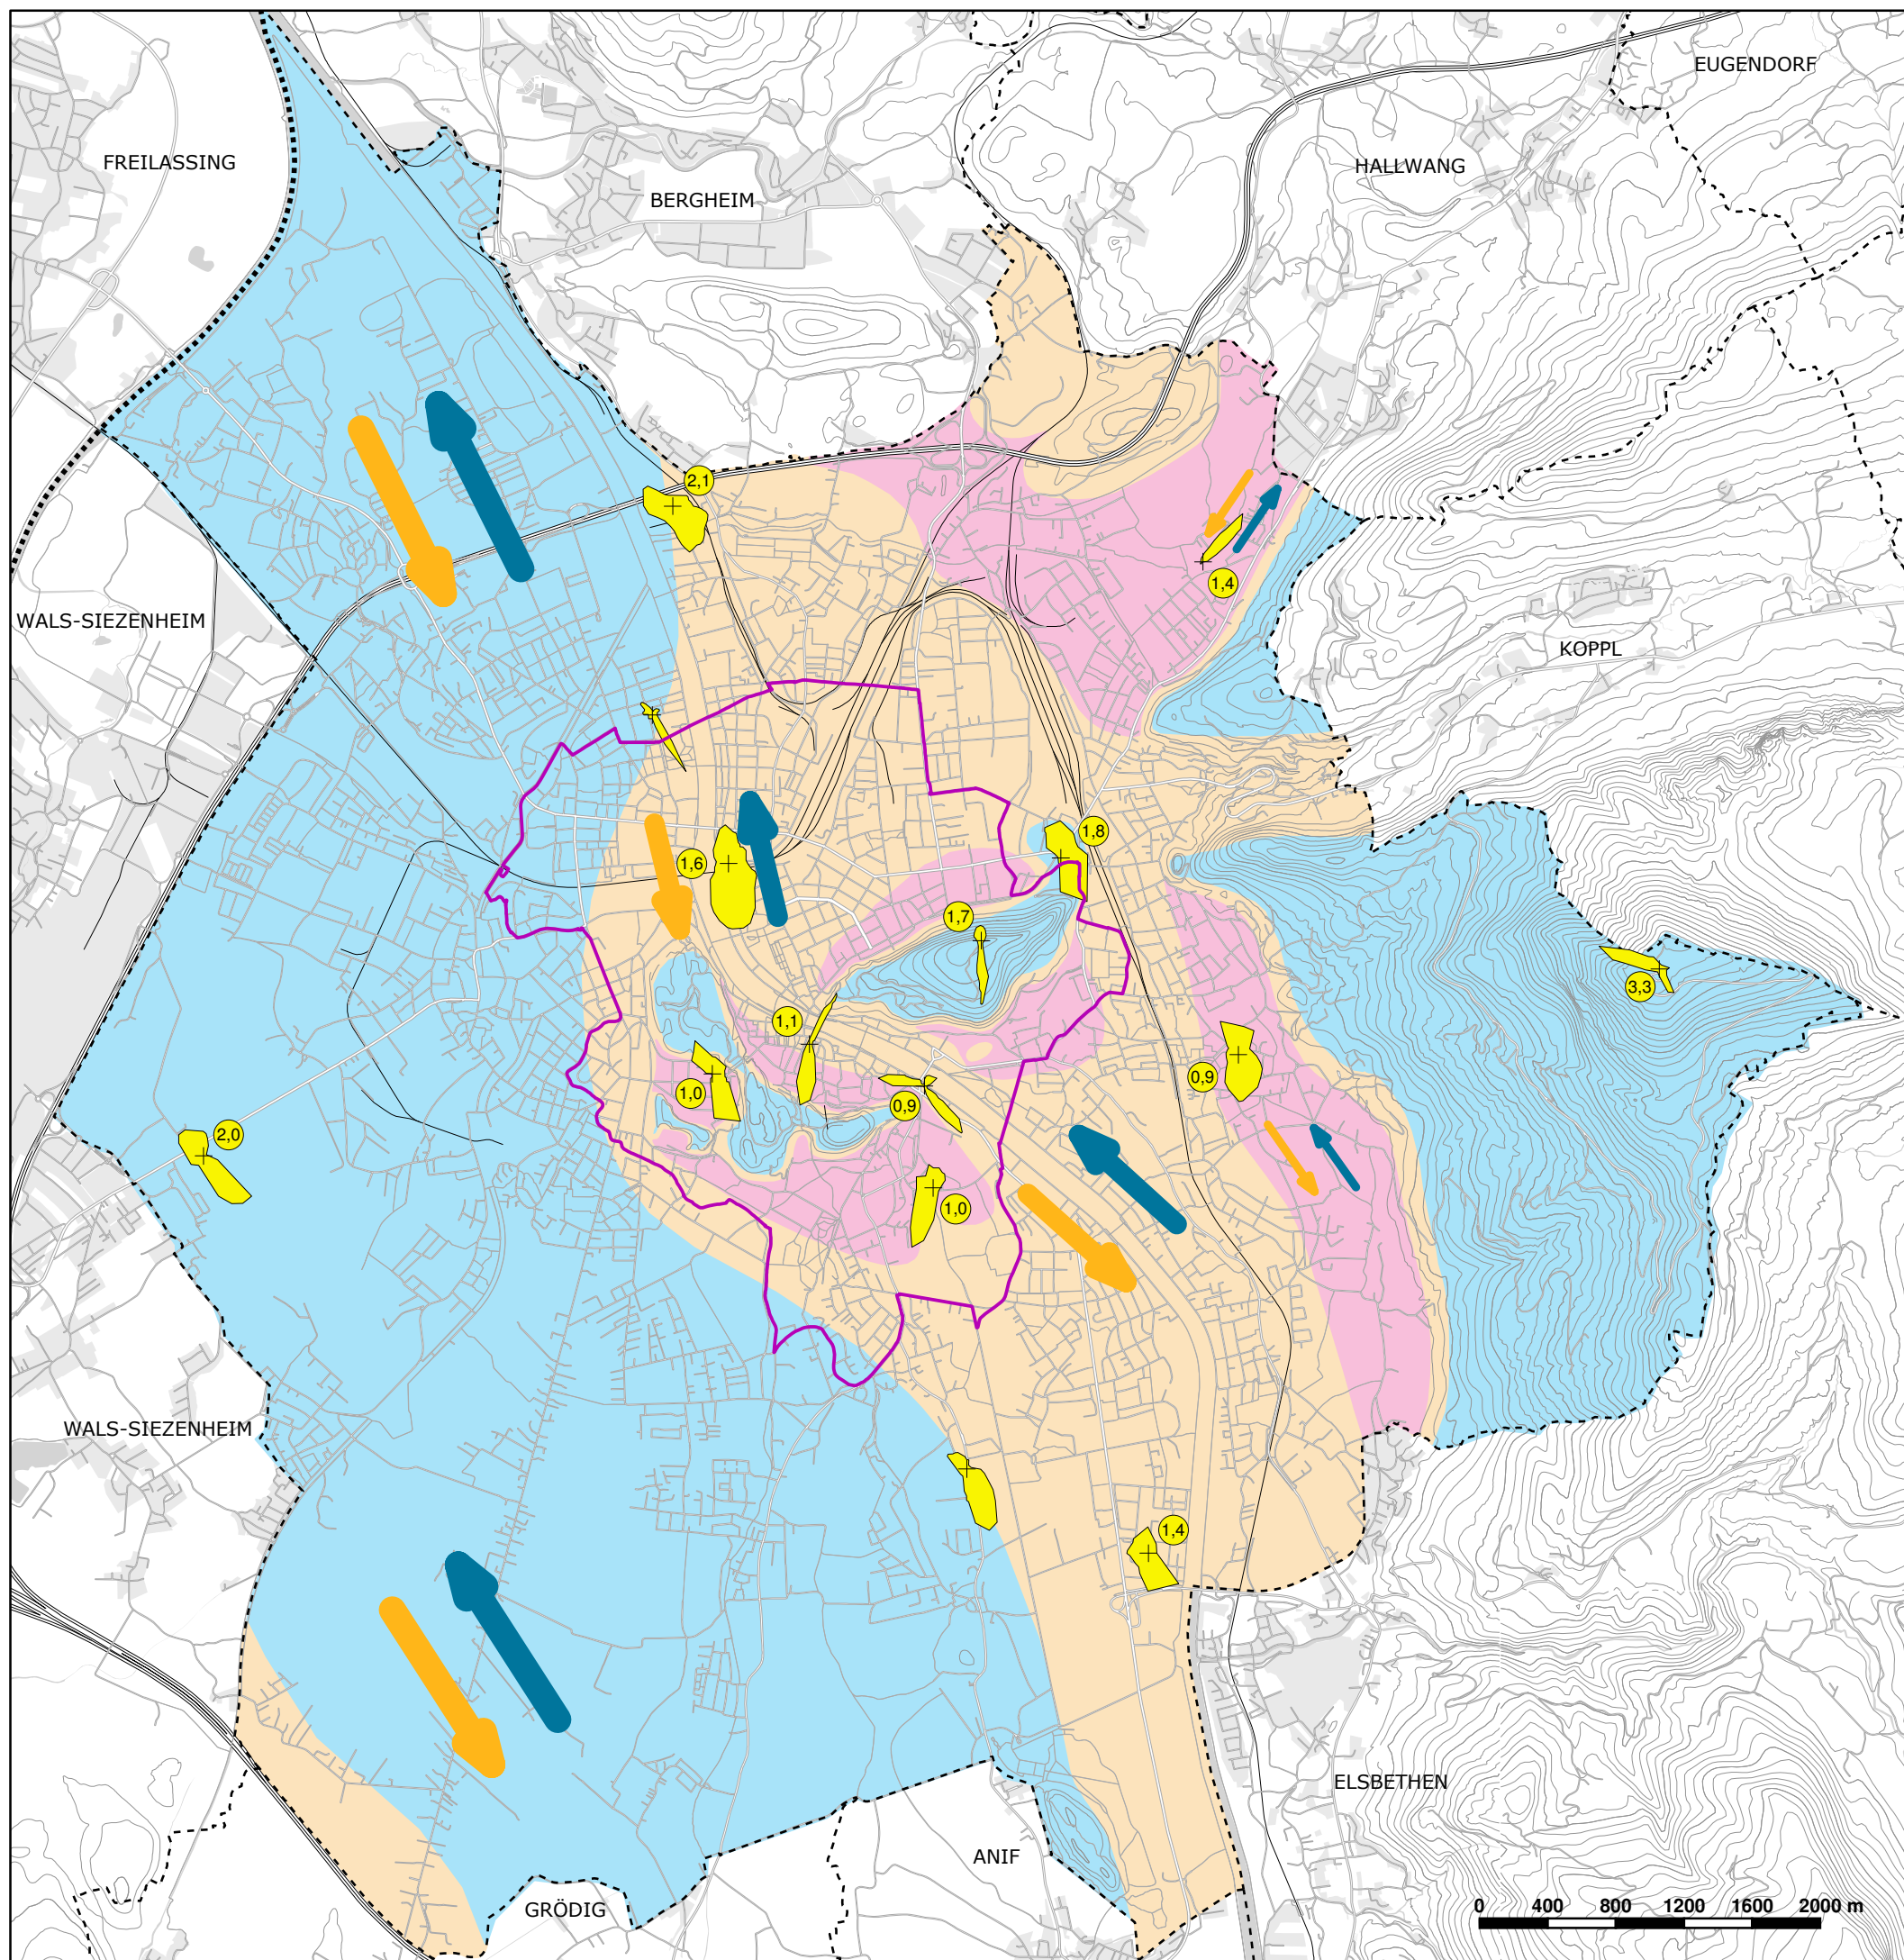 EUGENDORF
FREILASSING
HALLWANG
BERGHEIM
2,1
1,4
WALS-SIEZENHEIM
KOPPL
1,8
1,6
1,7
3,3
1,1
0,9
1,0
0,9
2,0
1,0
WALS-SIEZENHEIM
1,4
ELSBETHEN
ANIF
GRÖDIG
0 400 800 1200 1600 2000 m